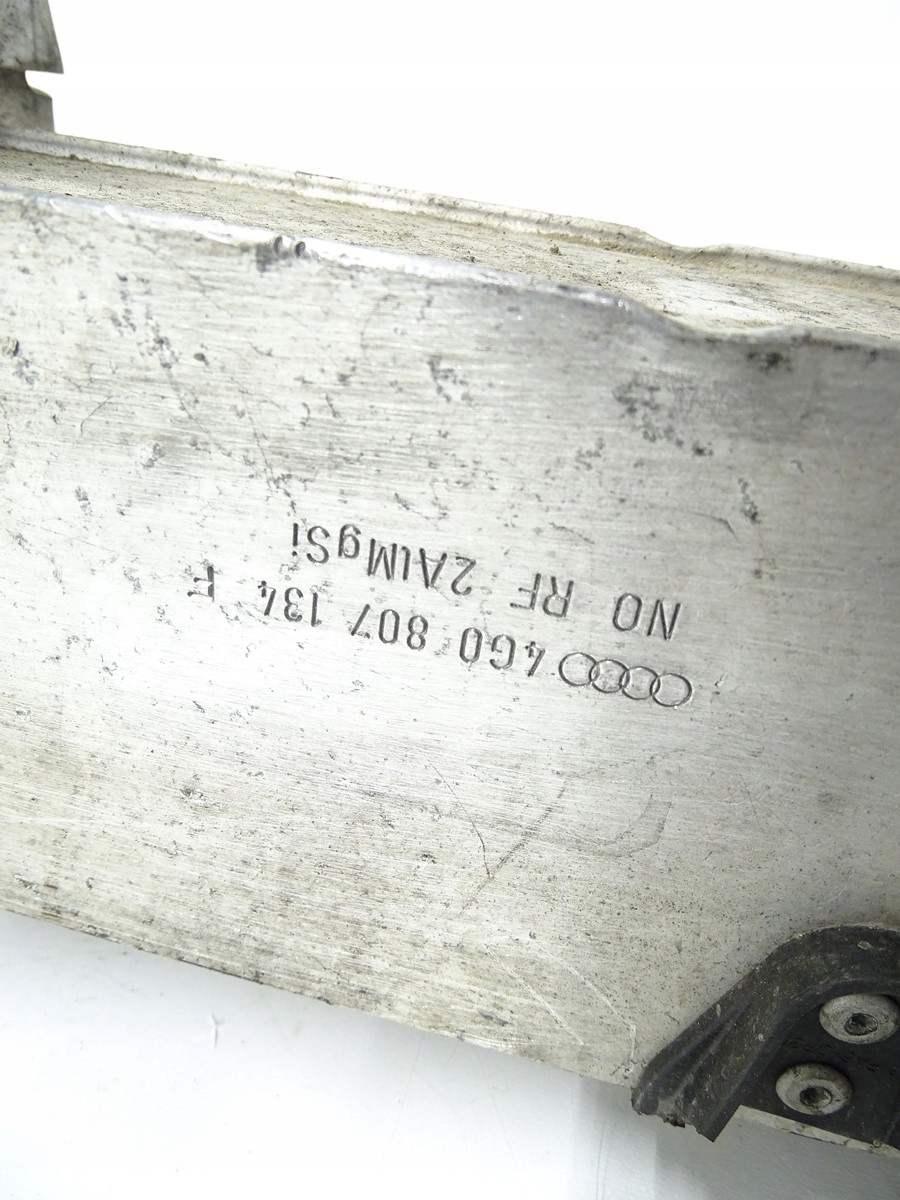 4G0 807 134 F
NO RF 2AlMgSi